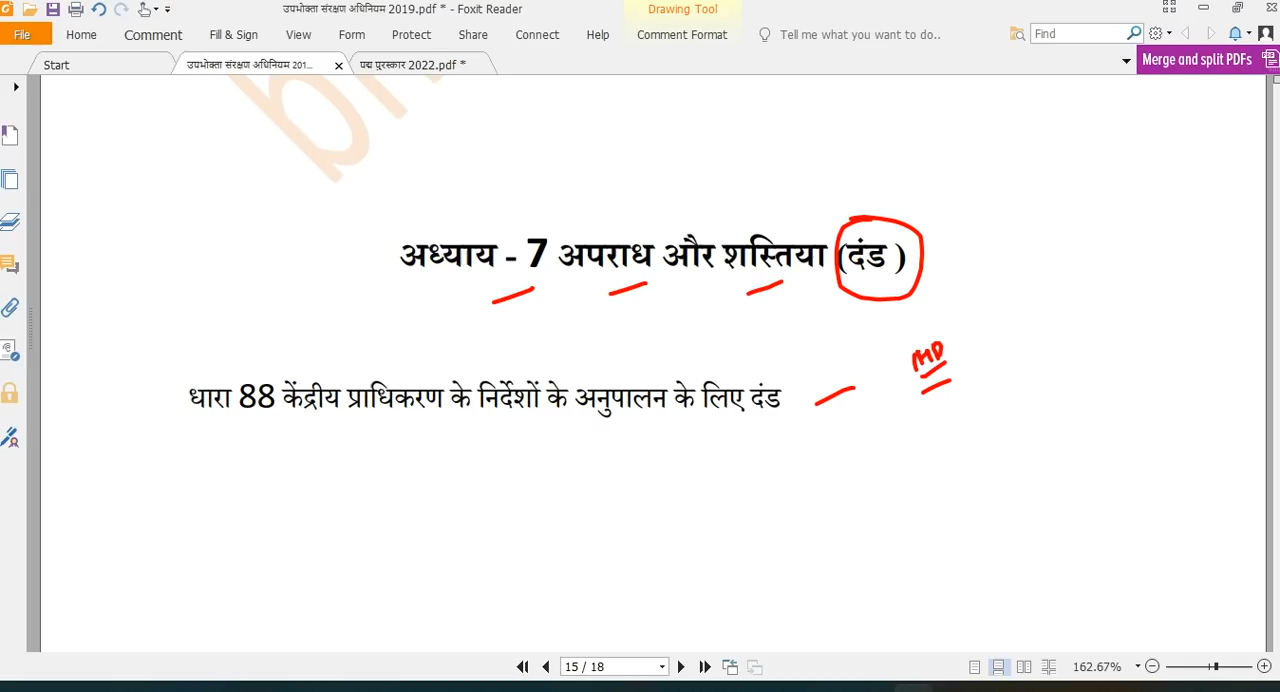 उपभोक्ता संरक्षण अधिनियम 2019.pdf * - Foxit Reader
Drawing Tool
File Home Comment Fill & Sign View Form Protect Share Connect Help Comment Format Tell me what you want to do.. Find
Start उपभोक्ता संरक्षण अधिनियम 201... पद्म पुरस्कार 2022.pdf * Merge and split PDFs
अध्याय - 7 अपराध और शस्तिया (दंड )
MP
धारा 88 केंद्रीय प्राधिकरण के निर्देशों के अनुपालन के लिए दंड
15 / 18 162.67%